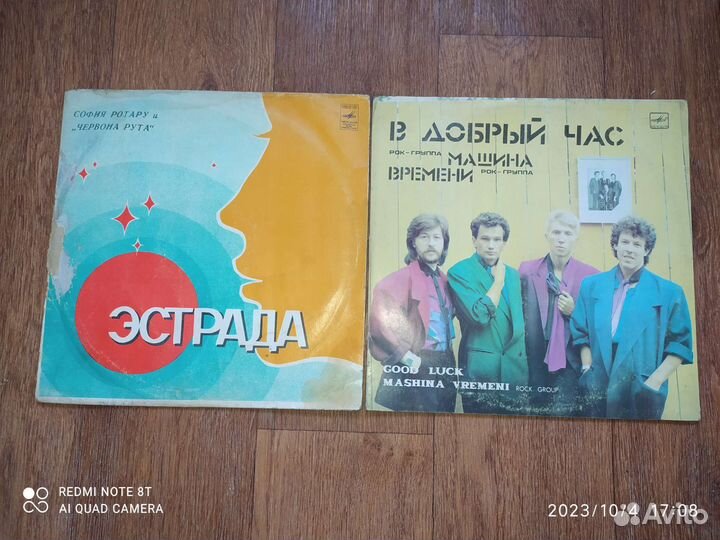 СОФИЯ РОТАРУ и
„ЧЕРВОНА РУТА“
ЭСТРАДА
В ДОБРЫЙ ЧАС
РОК-ГРУППА МАШИНА
ВРЕМЕНИ РОК-ГРУППА
GOOD LUCK
MASHINA VREMENI ROCK GROUP
REDMI NOTE 8T
AI QUAD CAMERA
2023/10/4 17:08
Avito